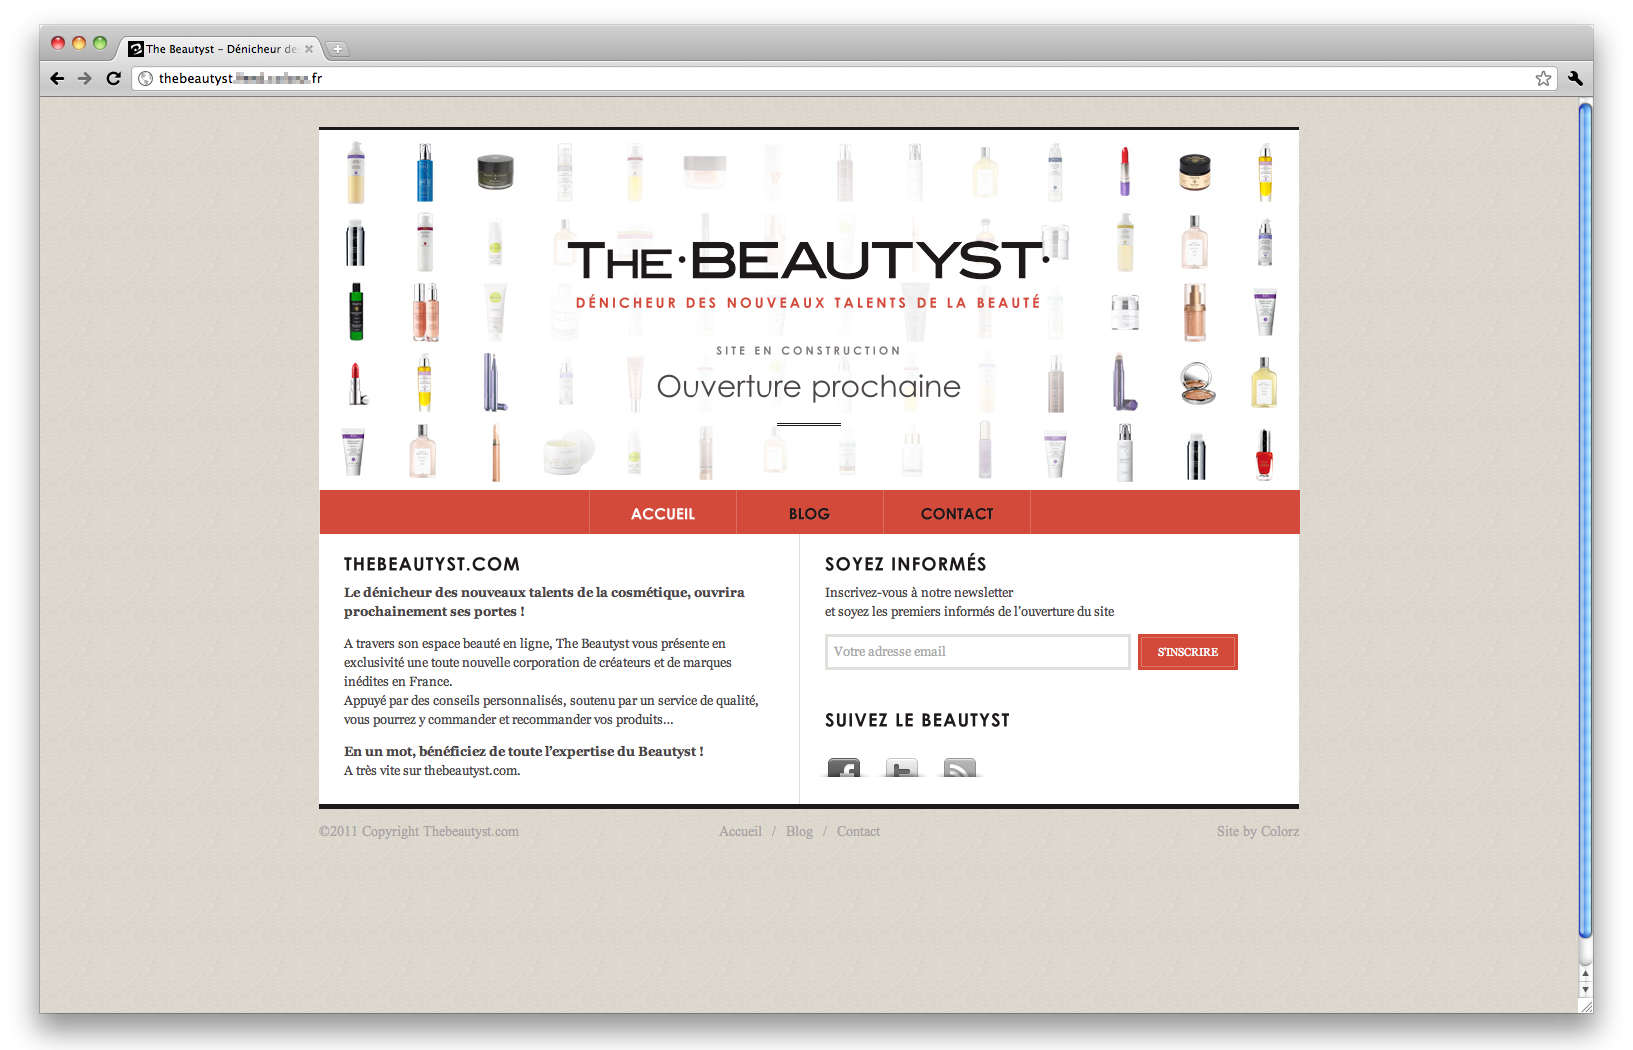 The Beautyst – Dénicheur de
thebeautyst. .fr
THE·BEAUTYST·
DÉNICHEUR DES NOUVEAUX TALENTS DE LA BEAUTÉ
SITE EN CONSTRUCTION
Ouverture prochaine
ACCUEIL BLOG CONTACT
THEBEAUTYST.COM
Le dénicheur des nouveaux talents de la cosmétique, ouvrira
prochainement ses portes !
A travers son espace beauté en ligne, The Beautyst vous présente en
exclusivité une toute nouvelle corporation de créateurs et de marques
inédites en France.
Appuyé par des conseils personnalisés, soutenu par un service de qualité,
vous pourrez y commander et recommander vos produits...
En un mot, bénéficiez de toute l'expertise du Beautyst !
A très vite sur thebeautyst.com.
SOYEZ INFORMÉS
Inscrivez-vous à notre newsletter
et soyez les premiers informés de l'ouverture du site
Votre adresse email
S'INSCRIRE
SUIVEZ LE BEAUTYST
©2011 Copyright Thebeautyst.com
Accueil / Blog / Contact
Site by Colorz